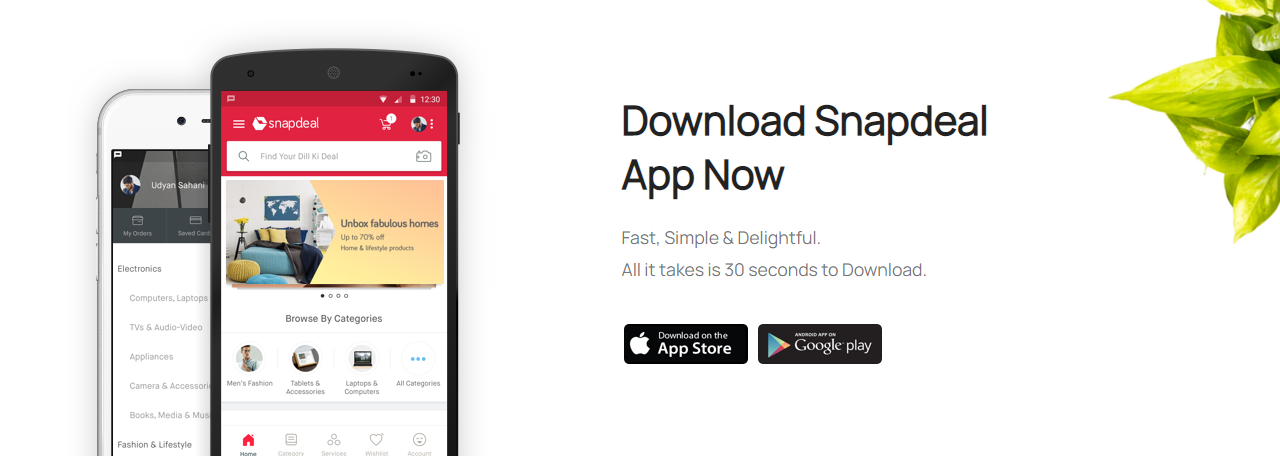 Udyan Sahani
My Orders
Saved Card
Electronics
Computers, Laptops
TVs & Audio-Video
Appliances
Camera & Accessori
Books, Media & Mus
Fashion & Lifestyle
12:30
snapdeal
1
Find Your Dill Ki Deal
Unbox fabulous homes
Up to 70% off
Home & lifestyle products
Browse By Categories
Men's Fashion
Tablets &
Accessories
Laptops &
Computers
All Categories
Home
Category
Services
Wishlist
Account
Download Snapdeal
App Now
Fast, Simple & Delightful.
All it takes is 30 seconds to Download.
Download on the
App Store
ANDROID APP ON
Google play